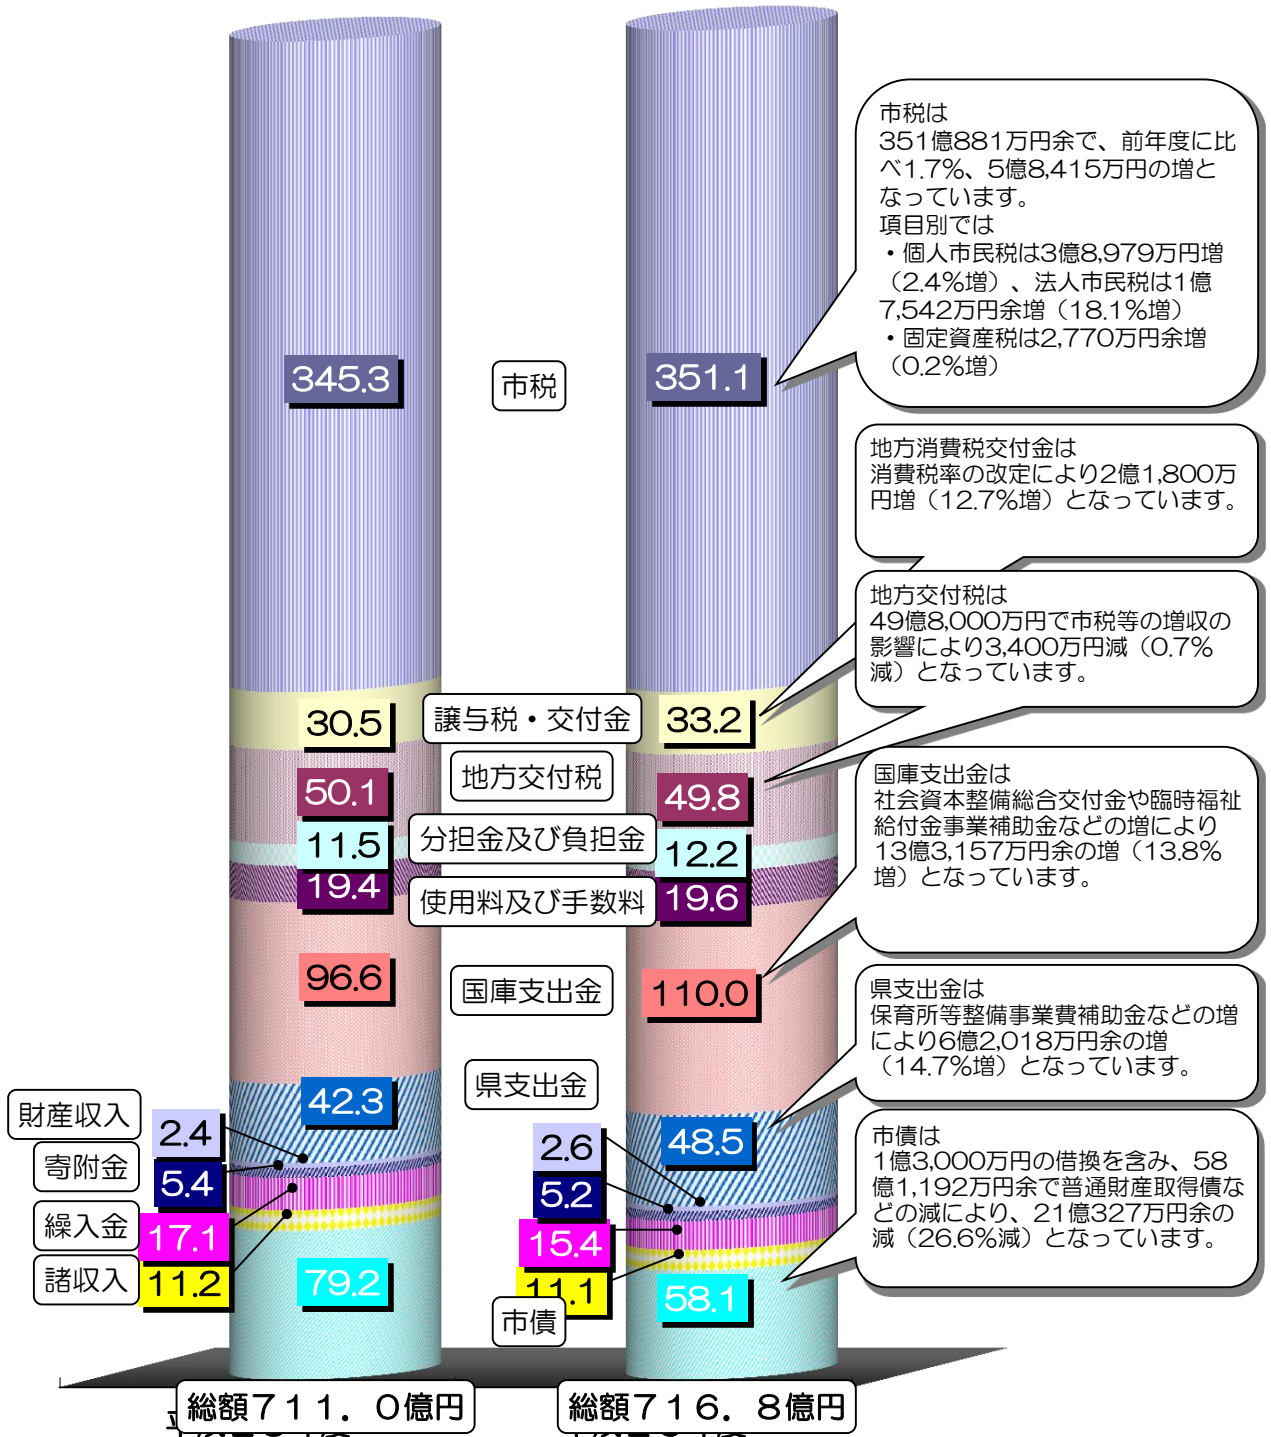 市税は
351億881万円余で、前年度に比
べ1.7%、5億8,415万円の増と
なっています。
項目別では
・個人市民税は3億8,979万円増
（2.4%増）、法人市民税は1億
7,542万円余増（18.1%増）
・固定資産税は2,770万円余増
（0.2%増）
345.3
市税
351.1
地方消費税交付金は
消費税率の改定により2億1,800万
円増（12.7%増）となっています。
地方交付税は
49億8,000万円で市税等の増収の
影響により3,400万円減（0.7%
減）となっています。
30.5
譲与税・交付金
33.2
50.1
地方交付税
49.8
11.5
分担金及び負担金
12.2
19.4
使用料及び手数料
19.6
国庫支出金は
社会資本整備総合交付金や臨時福祉
給付金事業補助金などの増により
13億3,157万円余の増（13.8%
増）となっています。
96.6
国庫支出金
110.0
県支出金は
保育所等整備事業費補助金などの増
により6億2,018万円余の増
（14.7%増）となっています。
42.3
県支出金
48.5
財産収入
2.4
2.6
寄附金
5.4
5.2
繰入金
17.1
15.4
諸収入
11.2
11.1
79.2
市債
58.1
市債は
1億3,000万円の借換を含み、58
億1,192万円余で普通財産取得債な
どの減により、21億327万円余の
減（26.6%減）となっています。
総額７１１．０億円
総額７１６．８億円